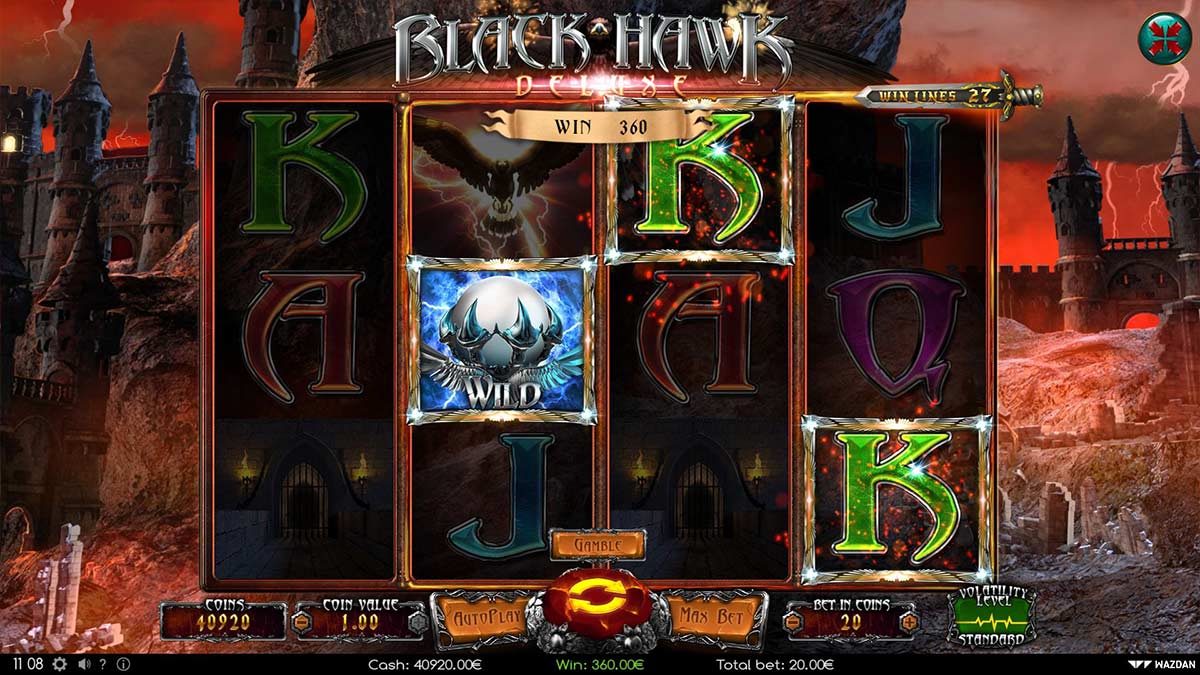 BLACK HAWK
DELUXE
WIN LINES 27
WIN 360
K
K
J
A
WILD
A
Q
J
K
GAMBLE
COINS
40920
COIN VALUE
1.00
AUTOPLAY
MAX BET
BET IN COINS
20
VOLATILITY
LEVEL
STANDARD
11 08 ? i
Cash: 40920.00€
Win: 360.00€
Total bet: 20.00€
WAZDAN